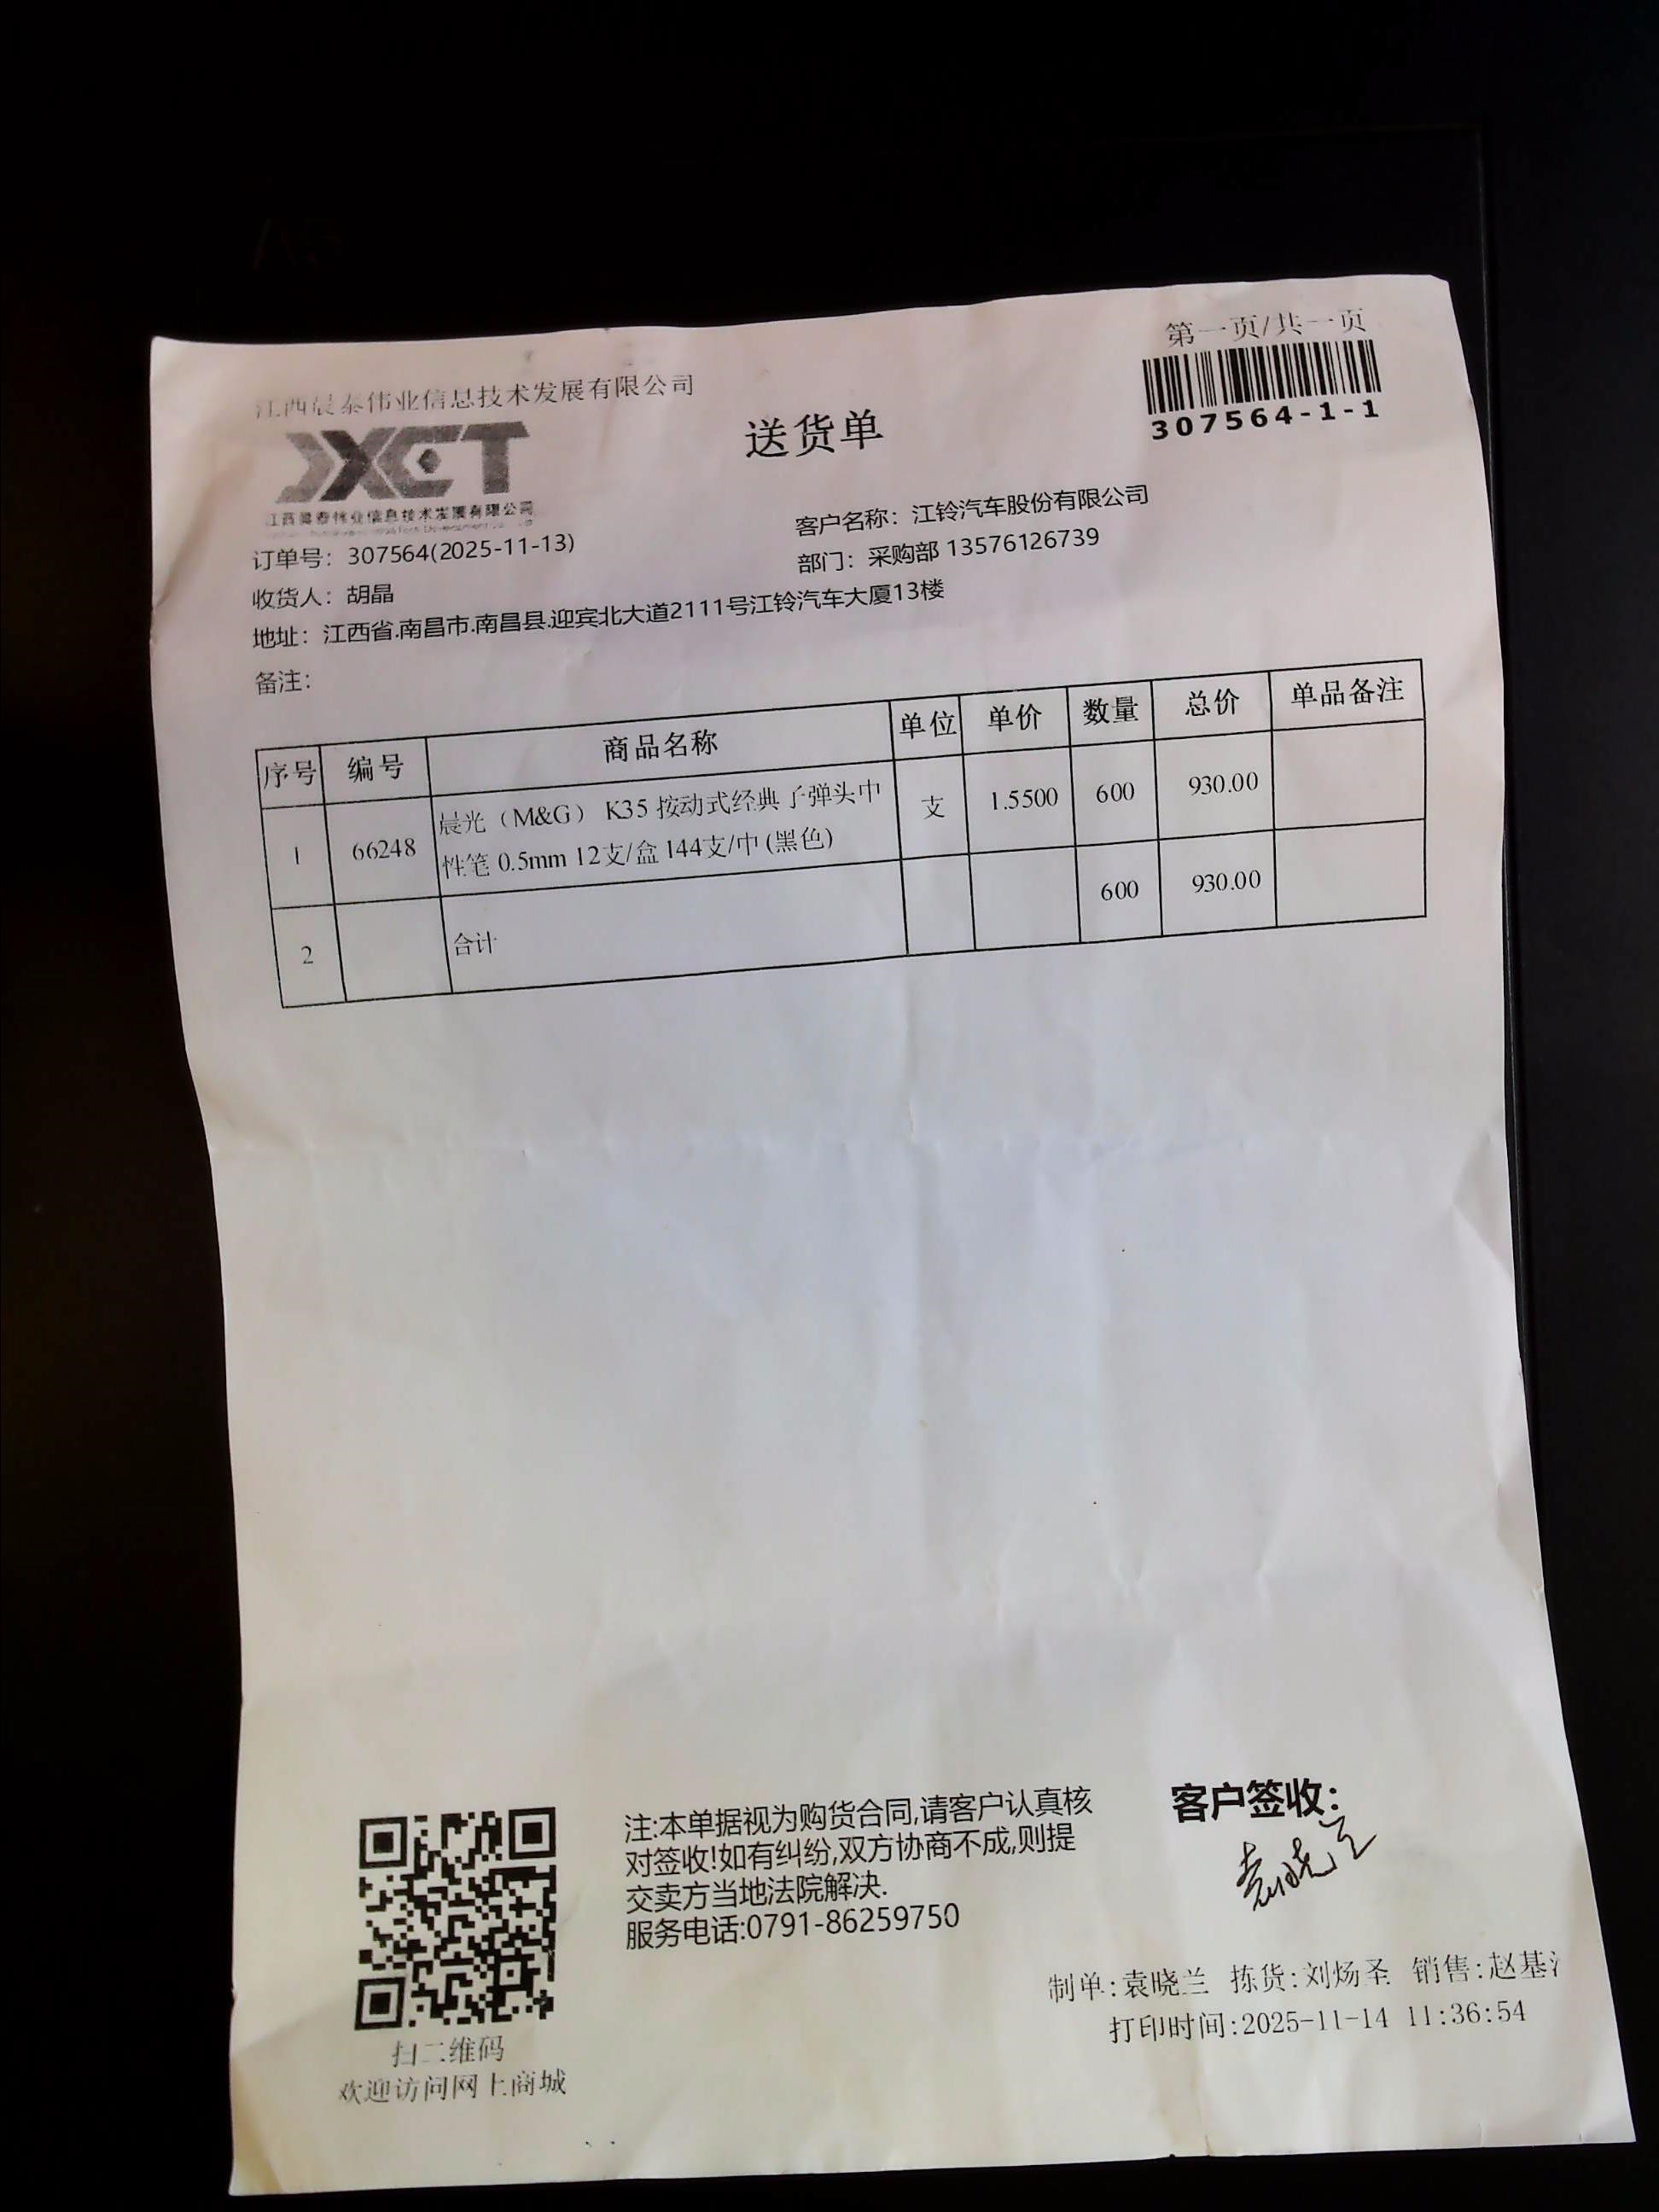 第一页/共一页
江西晨泰伟业信息技术发展有限公司
307564-1-1
送货单
JXCT
江西晨泰伟业信息技术发展有限公司
客户名称：江铃汽车股份有限公司
订单号：307564(2025-11-13)
部门：采购部 13576126739
收货人：胡晶
地址：江西省.南昌市.南昌县.迎宾北大道2111号江铃汽车大厦13楼
备注：
序号 编号 商品名称 单位 单价 数量 总价 单品备注
1 66248 晨光（M&G） K35 按动式经典子弹头中 支 1.5500 600 930.00
性笔 0.5mm 12支/盒 144支/中 (黑色)
2 合计 600 930.00
注:本单据视为购货合同,请客户认真核
对签收!如有纠纷,双方协商不成,则提
交卖方当地法院解决.
服务电话:0791-86259750
客户签收：
袁晓兰
制单:袁晓兰 拣货:刘炀圣 销售:赵基
打印时间:2025-11-14 11:36:54
扫二维码
欢迎访问网上商城